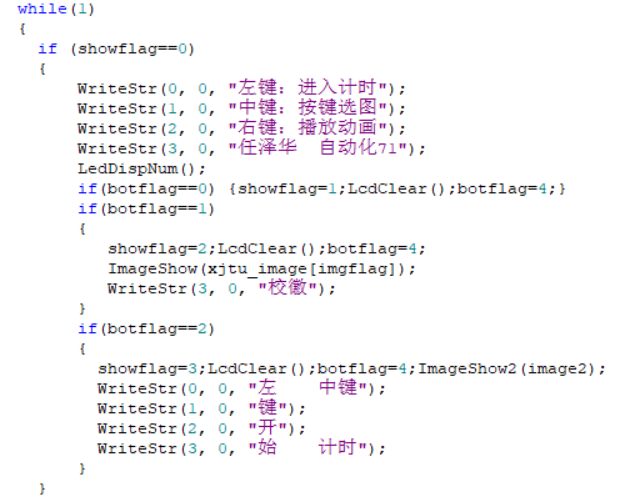 while(1)
{
if (showflag==0)
{
WriteStr(0, 0, "左键：进入计时");
WriteStr(1, 0, "中键：按键选图");
WriteStr(2, 0, "右键：播放动画");
WriteStr(3, 0, "任泽华  自动化71");
LedDispNum();
if(botflag==0) {showflag=1;LcdClear();botflag=4;}
if(botflag==1)
{
showflag=2;LcdClear();botflag=4;
ImageShow(xjtu_image[imgflag]);
WriteStr(3, 0, "校徽");
}
if(botflag==2)
{
showflag=3;LcdClear();botflag=4;ImageShow2(image2);
WriteStr(0, 0, "左    中键");
WriteStr(1, 0, "键");
WriteStr(2, 0, "开");
WriteStr(3, 0, "始    计时");
}
}